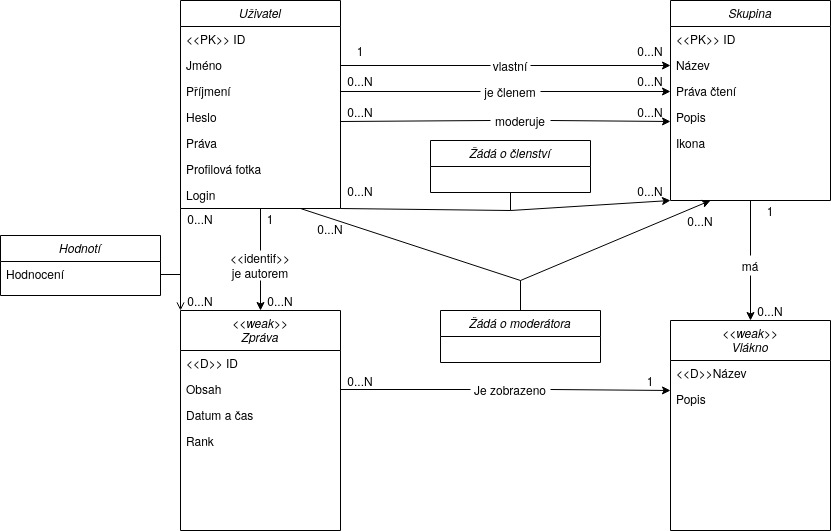 Uživatel
<<PK>> ID
Jméno
Příjmení
Heslo
Práva
Profilová fotka
Login
Skupina
<<PK>> ID
Název
Práva čtení
Popis
Ikona
1
vlastní
0...N
0...N
je členem
0...N
0...N
moderuje
0...N
Žádá o členství
0...N
0...N
0...N
1
0...N
0...N
1
Hodnotí
Hodnocení
<<identif>>
je autorem
má
0...N
0...N
0...N
Žádá o moderátora
<<weak>>
Zpráva
<<D>> ID
Obsah
Datum a čas
Rank
0...N
Je zobrazeno
1
<<weak>>
Vlákno
<<D>>Název
Popis